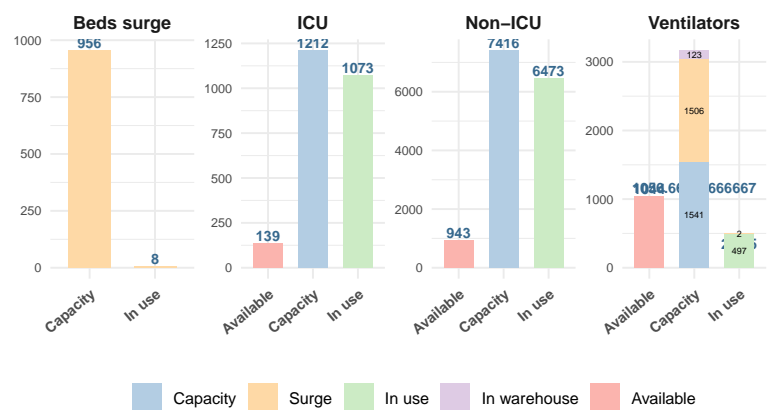 Beds surge
ICU
Non−ICU
Ventilators
1000
750
500
250
0
956
8
Capacity
In use
1250
1000
750
500
250
0
139
1212
1073
Available
Capacity
In use
6000
4000
2000
0
943
7416
6473
Available
Capacity
In use
3000
2000
1000
0
123
1506
1541
2
497
Available
Capacity
In use
Capacity
Surge
In use
In warehouse
Available